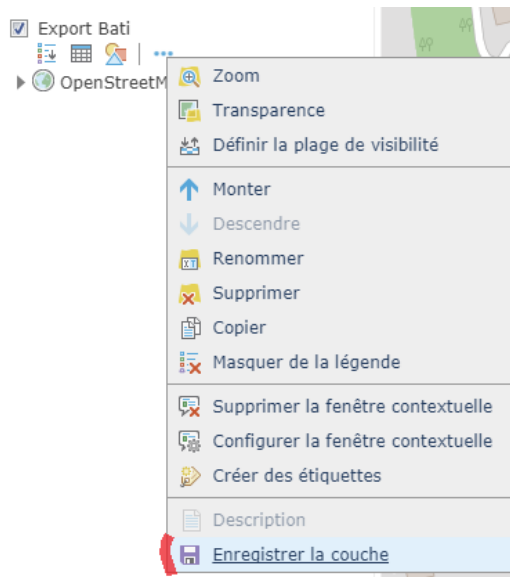 Export Bati
OpenStreetM
Zoom
Transparence
Définir la plage de visibilité
Monter
Descendre
Renommer
Supprimer
Copier
Masquer de la légende
Supprimer la fenêtre contextuelle
Configurer la fenêtre contextuelle
Créer des étiquettes
Description
Enregistrer la couche